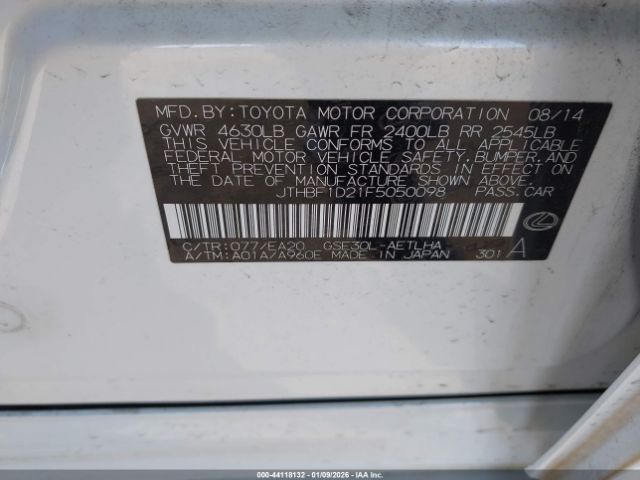 MFD.BY:TOYOTA MOTOR CORPORATION 08/14
GVWR 4630LB GAWR FR 2400LB RR 2545LB
THIS VEHICLE CONFORMS TO ALL APPLICABLE
FEDERAL MOTOR VEHICLE SAFETY,BUMPER,AND
THEFT PREVENTION STANDARDS IN EFFECT ON
THE DATE OF MANUFACTURE SHOWN ABOVE.
JTHBF1D21F5050098 PASS.CAR
C/TR:077/EA20 GSE30L-AETLHA
A/TM:A01A/A960E MADE IN JAPAN 301 A
000-44118132 - 01/09/2026 - IAA Inc.